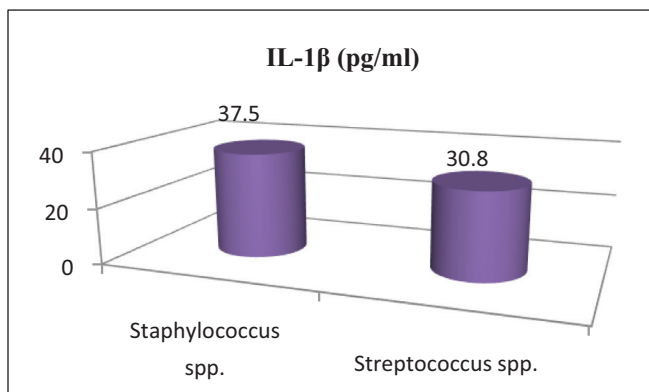 IL-1β (pg/ml)
37.5
30.8
40
20
0
Staphylococcus
spp.
Streptococcus spp.